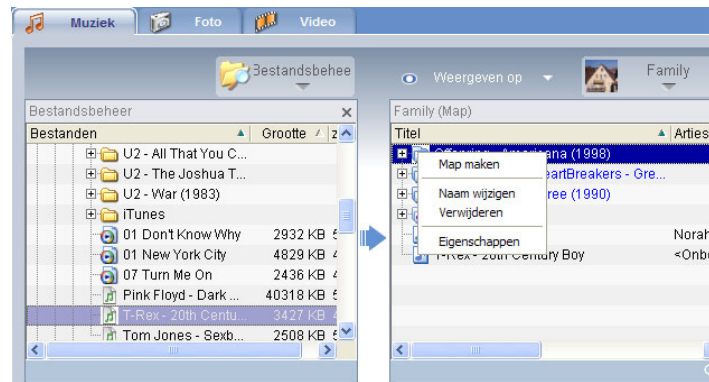 Muziek Foto Video
Bestandsbehee
Weergeven op
Family
Bestandsbeheer
Bestanden Grootte
U2 - All That You C...
U2 - The Joshua T...
U2 - War (1983)
iTunes
01 Don't Know Why 2932 KB
01 New York City 4829 KB
07 Turn Me On 2436 KB
Pink Floyd - Dark ... 40318 KB
T-Rex - 20th Centu... 3427 KB
Tom Jones - Sexb... 2508 KB
Family (Map)
Titel Arties
(1998)
eartBreakers - Gre...
ree (1990)
Norah
T-Rex - 20th Century Boy <Onb
Map maken
Naam wijzigen
Verwijderen
Eigenschappen